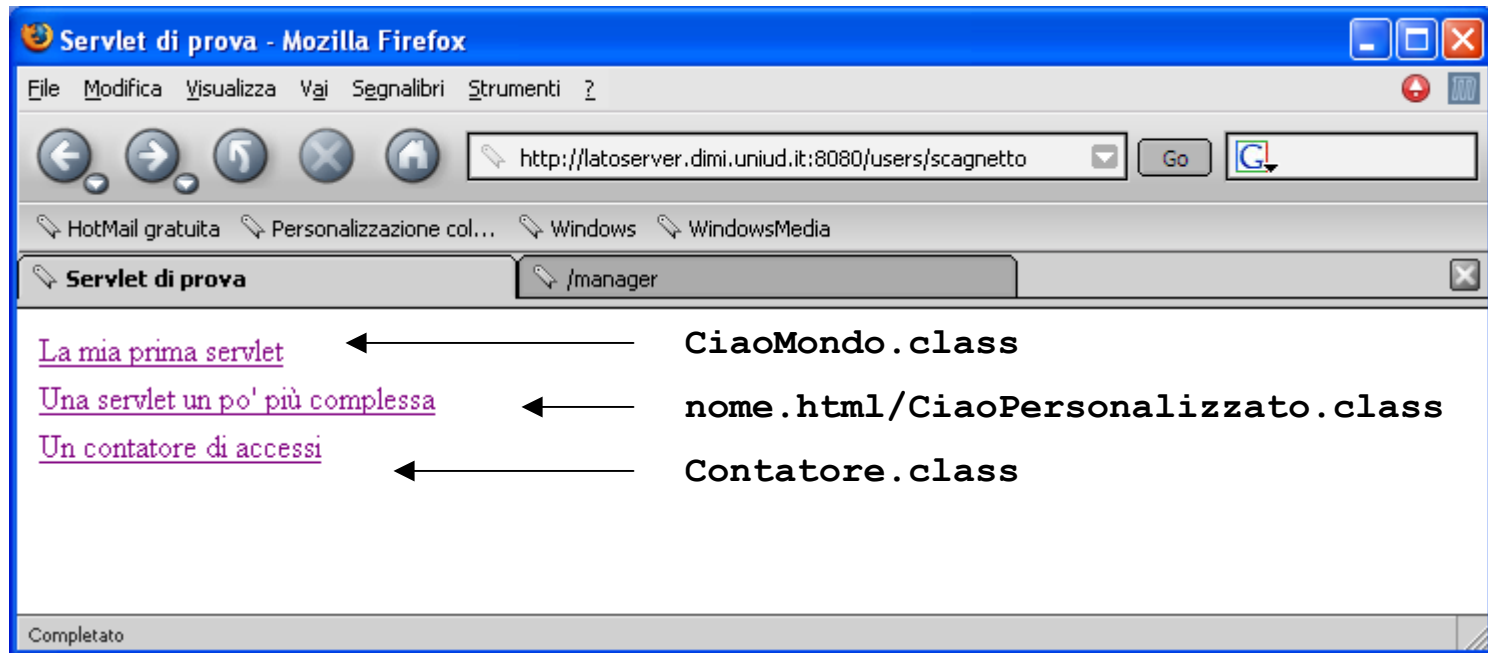 Servlet di prova - Mozilla Firefox
File Modifica Visualizza Vai Segnalibri Strumenti ?
http://latoserver.dimi.uniud.it:8080/users/scagnetto Go G
HotMail gratuita Personalizzazione col... Windows WindowsMedia
Servlet di prova /manager
La mia prima servlet CiaoMondo.class
Una servlet un po' più complessa nome.html/CiaoPersonalizzato.class
Un contatore di accessi Contatore.class
Completato